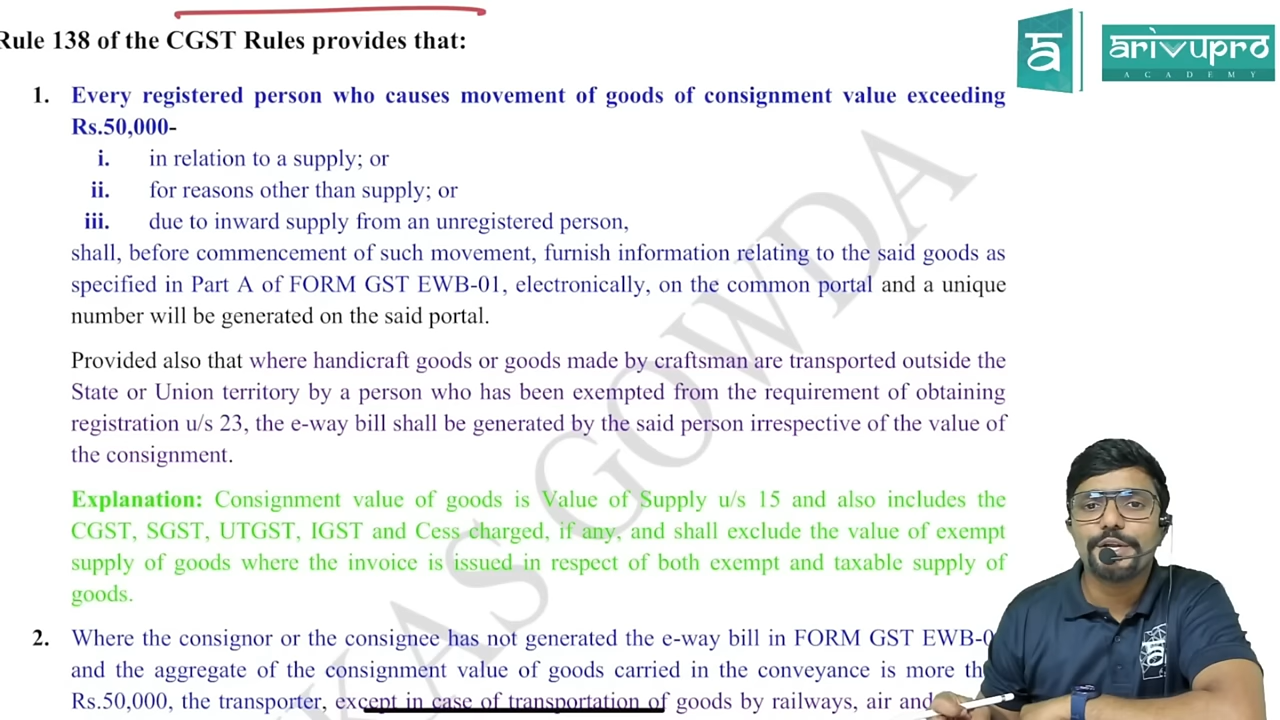 Rule 138 of the CGST Rules provides that:
arivupro
ACADEMY
1. Every registered person who causes movement of goods of consignment value exceeding
Rs.50,000-
i. in relation to a supply; or
ii. for reasons other than supply; or
iii. due to inward supply from an unregistered person,
shall, before commencement of such movement, furnish information relating to the said goods as
specified in Part A of FORM GST EWB-01, electronically, on the common portal and a unique
number will be generated on the said portal.
Provided also that where handicraft goods or goods made by craftsman are transported outside the
State or Union territory by a person who has been exempted from the requirement of obtaining
registration u/s 23, the e-way bill shall be generated by the said person irrespective of the value of
the consignment.
Explanation: Consignment value of goods is Value of Supply u/s 15 and also includes the
CGST, SGST, UTGST, IGST and Cess charged, if any, and shall exclude the value of exempt
supply of goods where the invoice is issued in respect of both exempt and taxable supply of
goods.
2. Where the consignor or the consignee has not generated the e-way bill in FORM GST
and the aggregate of the consignment value of goods carried in the conveyance is more
Rs.50,000, the transporter, except in case of transportation of goods by railways, air and
KAS GOWDA